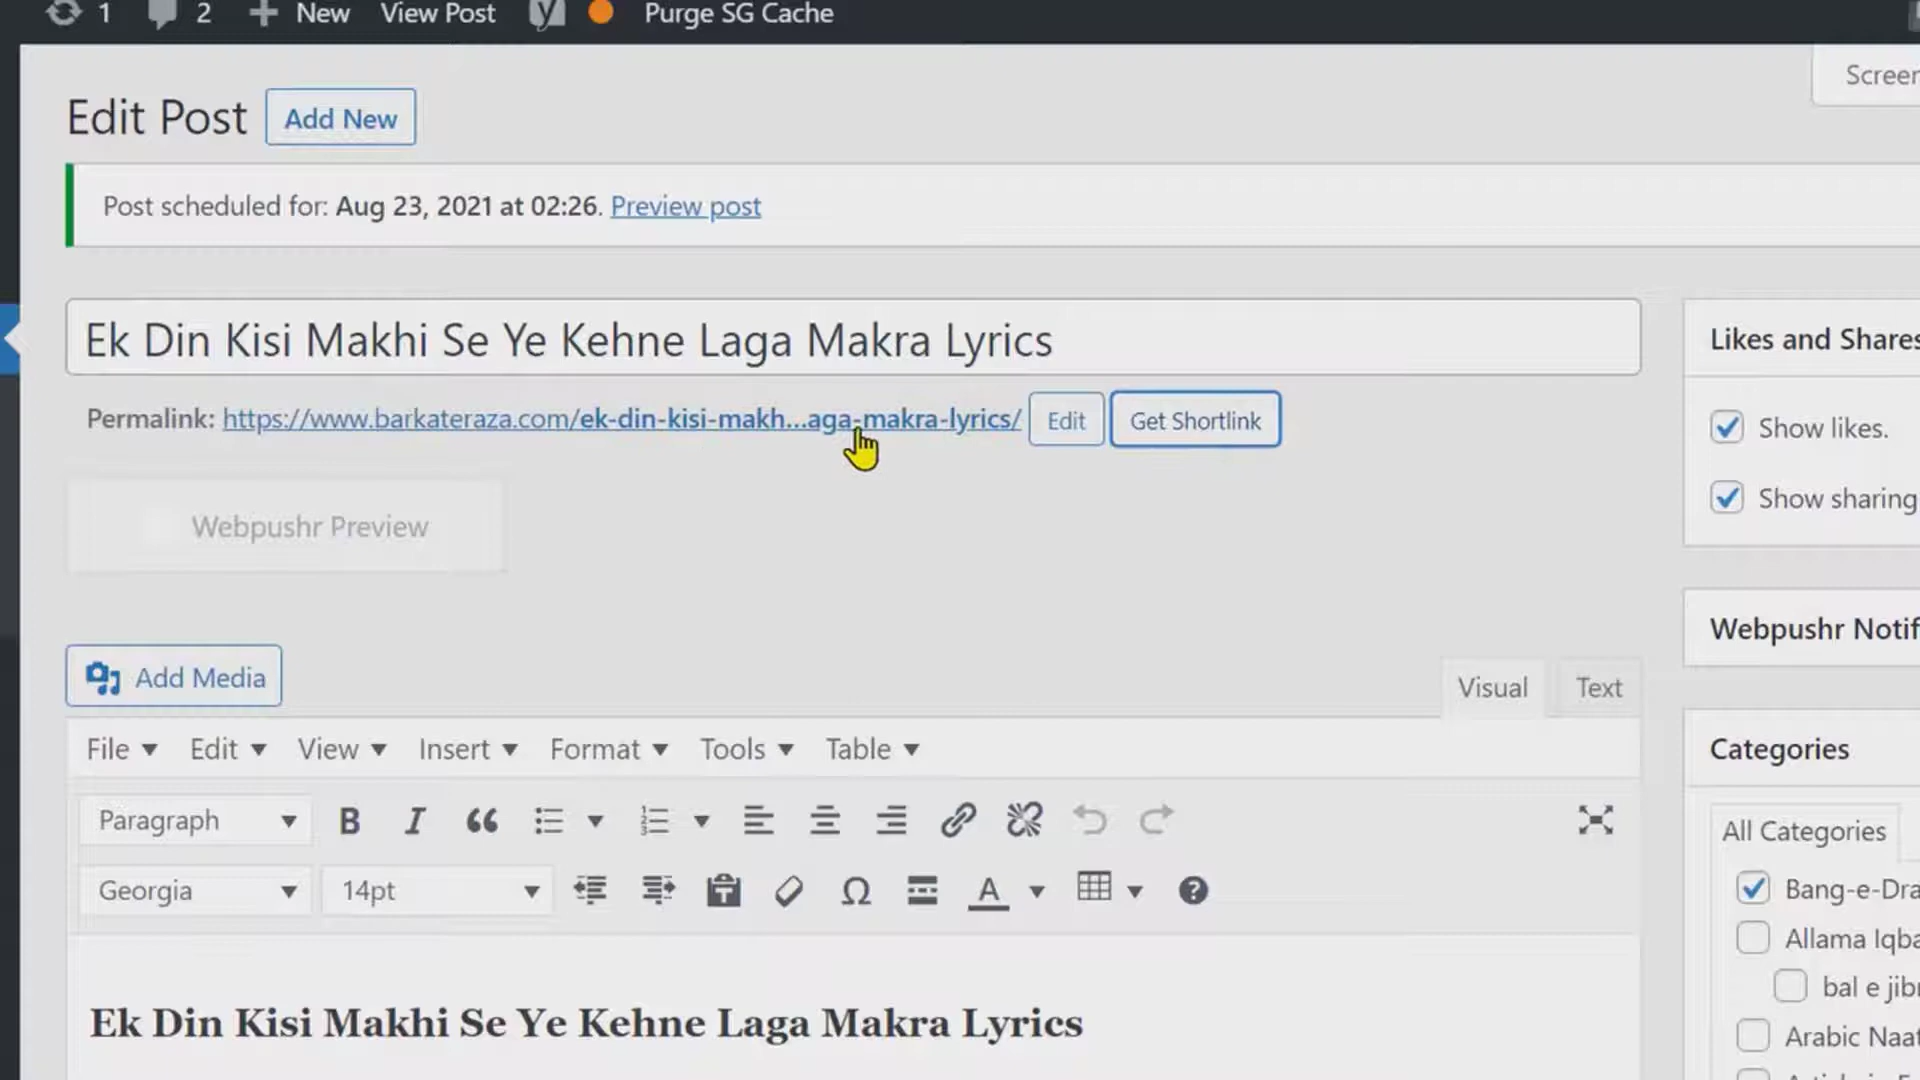 1 2 New View Post Purge SG Cache
Screen
Edit Post Add New
Post scheduled for: Aug 23, 2021 at 02:26. Preview post
Ek Din Kisi Makhi Se Ye Kehne Laga Makra Lyrics
Permalink: https://www.barkateraza.com/ek-din-kisi-makh...aga-makra-lyrics/ Edit Get Shortlink
Likes and Shares
Show likes.
Show sharing
Webpushr Preview
Webpushr Notif
Add Media
Visual Text
File Edit View Insert Format Tools Table
Categories
Paragraph
All Categories
Georgia 14pt
Bang-e-Dra
Allama Iqba
bal e jibr
Ek Din Kisi Makhi Se Ye Kehne Laga Makra Lyrics
Arabic Naat